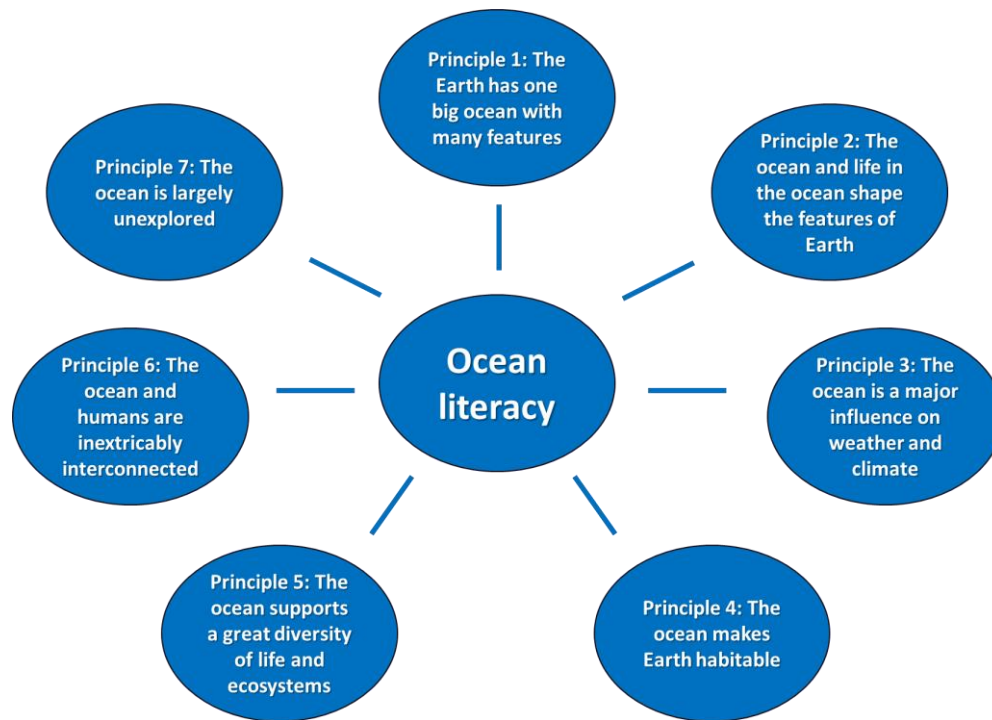 Principle 1: The
Earth has one
big ocean with
many features
Principle 2: The
ocean and life in
the ocean shape
the features of
Earth
Principle 3: The
ocean is a major
influence on
weather and
climate
Principle 4: The
ocean makes
Earth habitable
Principle 5: The
ocean supports
a great diversity
of life and
ecosystems
Principle 6: The
ocean and
humans are
inextricably
interconnected
Principle 7: The
ocean is largely
unexplored
Ocean
literacy